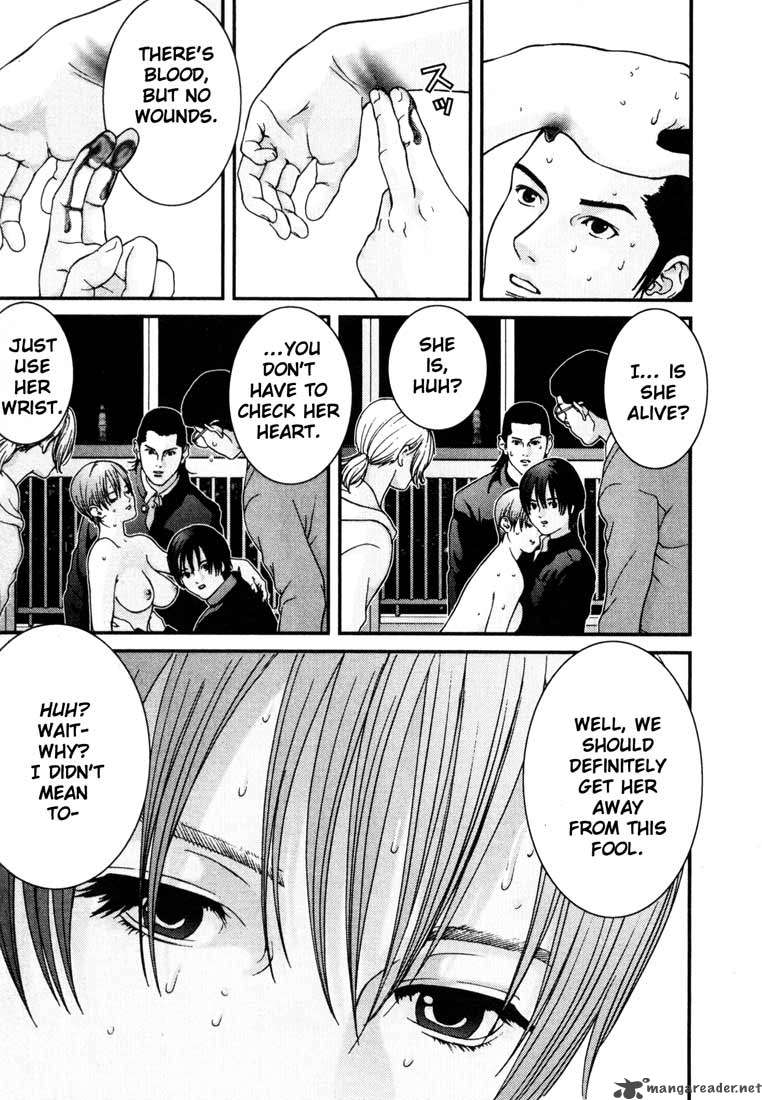 THERE'S
BLOOD,
BUT NO
WOUNDS.
スッ
I... IS
SHE
ALIVE?
SHE
IS,
HUH?
...YOU
DON'T
HAVE TO
CHECK HER
HEART.
JUST
USE
HER
WRIST.
WELL, WE
SHOULD
DEFINITELY
GET HER
AWAY
FROM THIS
FOOL.
HUH?
WAIT-
WHY?
I DIDN'T
MEAN
TO-
mangareader.net